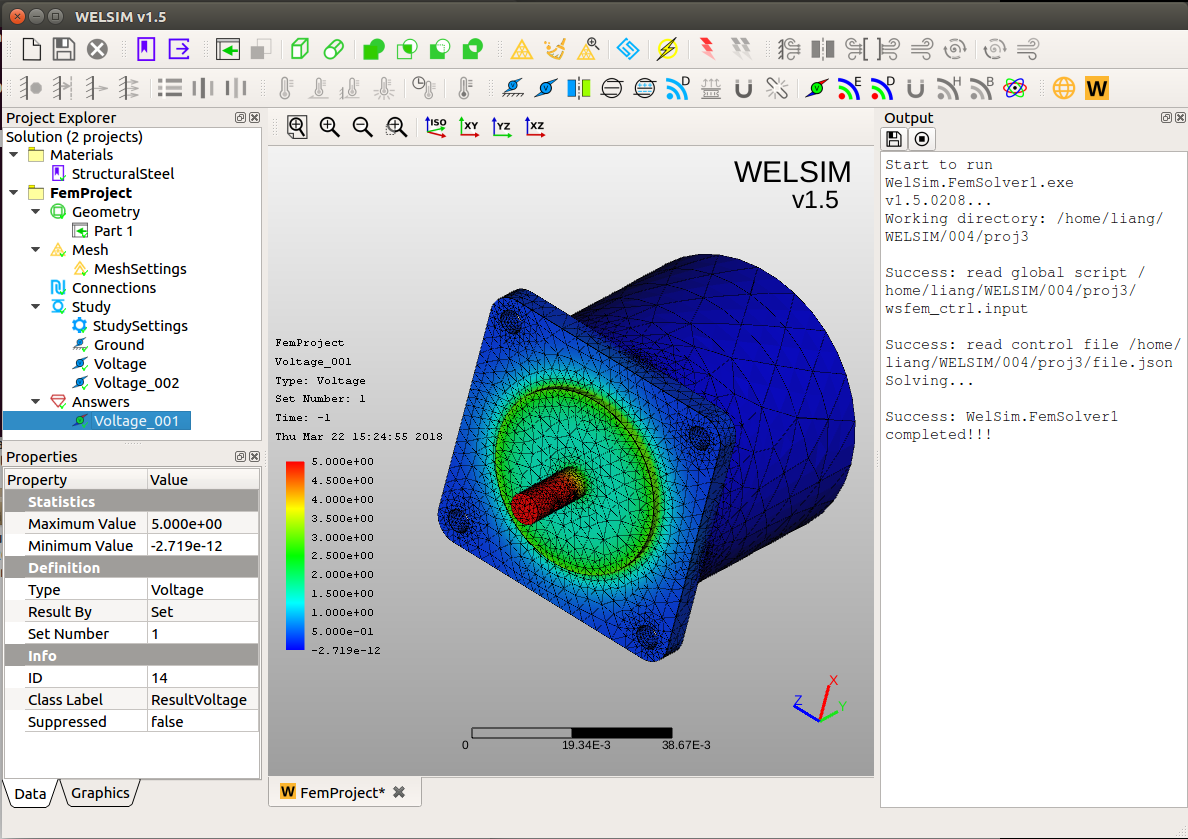 WELSIM v1.5
E
D
D
H
B
W
Project Explorer
Solution (2 projects)
Materials
StructuralSteel
FemProject
Geometry
Part 1
Mesh
MeshSettings
Connections
Study
StudySettings
Ground
Voltage
Voltage_002
Answers
Voltage_001
Properties
Property Value
Statistics
Maximum Value 5.000e+00
Minimum Value -2.719e-12
Definition
Type Voltage
Result By Set
Set Number 1
Info
ID 14
Class Label ResultVoltage
Suppressed false
Data Graphics
ISO XY YZ XZ
WELSIM
v1.5
FemProject
Voltage_001
Type: Voltage
Set Number: 1
Time: -1
Thu Mar 22 15:24:55 2018
5.000e+00
4.500e+00
4.000e+00
3.500e+00
3.000e+00
2.500e+00
2.000e+00
1.500e+00
1.000e+00
5.000e-01
-2.719e-12
X
Z
Y
0 19.34E-3 38.67E-3
W FemProject*
Output
Start to run
WelSim.FemSolver1.exe
v1.5.0208...
Working directory: /home/liang/
WELSIM/004/proj3
Success: read global script /
home/liang/WELSIM/004/proj3/
wsfem_ctrl.input
Success: read control file /home/
liang/WELSIM/004/proj3/file.json
Solving...
Success: WelSim.FemSolver1
completed!!!